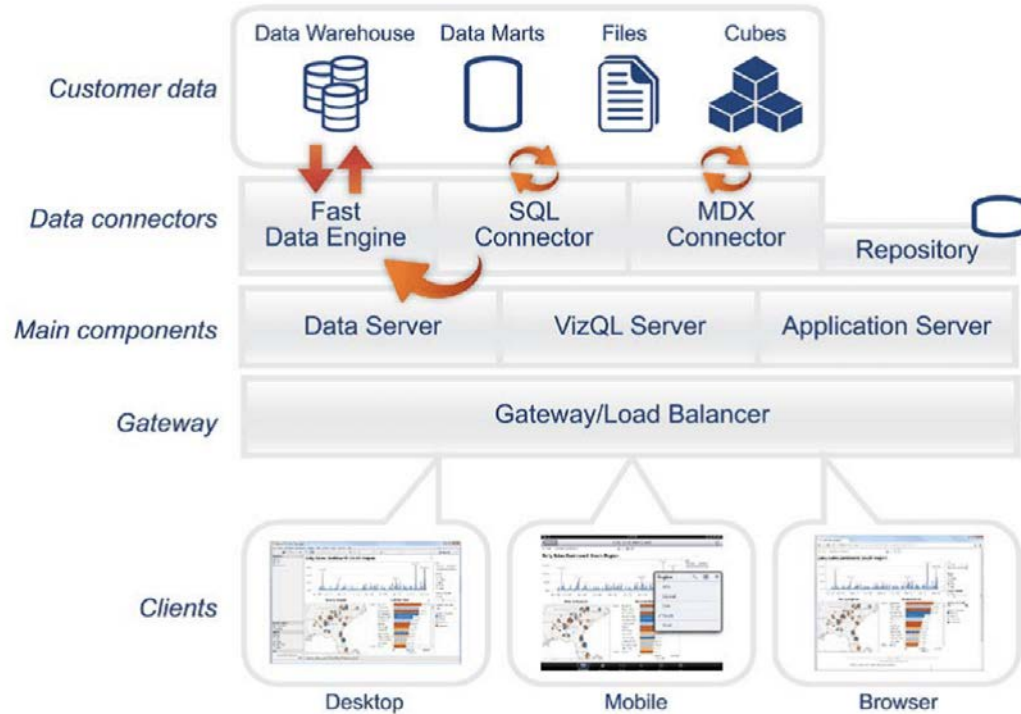 Data Warehouse
Data Marts
Files
Cubes
Customer data
Data connectors
Fast
Data Engine
SQL
Connector
MDX
Connector
Repository
Main components
Data Server
VizQL Server
Application Server
Gateway
Gateway/Load Balancer
Clients
Desktop
Mobile
Browser